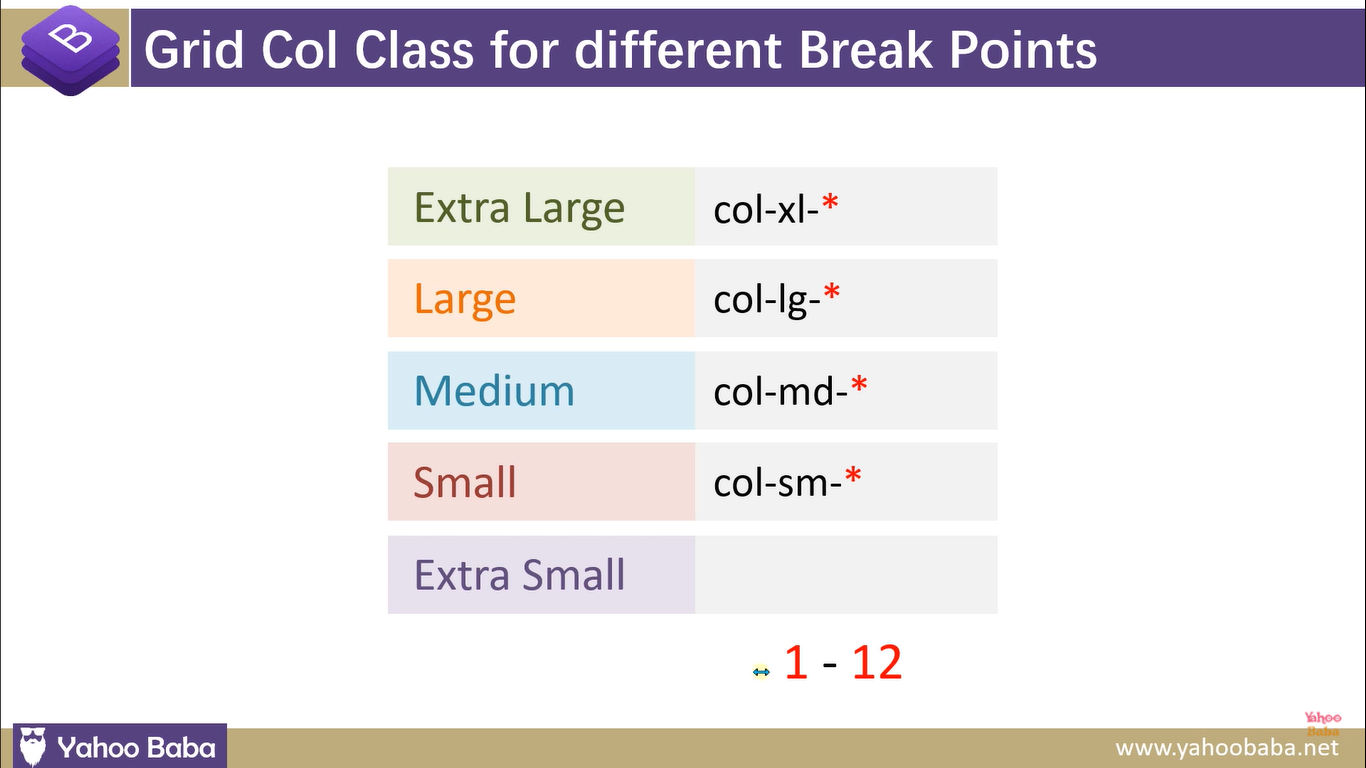 B
Grid Col Class for different Break Points
Extra Large col-xl-*
Large col-lg-*
Medium col-md-*
Small col-sm-*
Extra Small
1 - 12
Yahoo
Baba
Yahoo Baba
www.yahoobaba.net